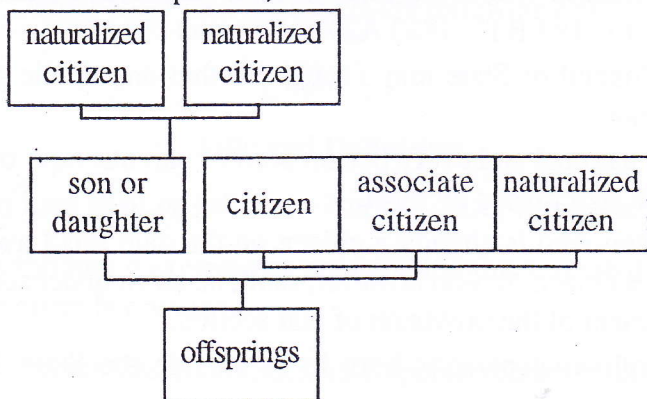 naturalized naturalized
citizen citizen
son or daughter citizen associate citizen naturalized citizen
offsprings